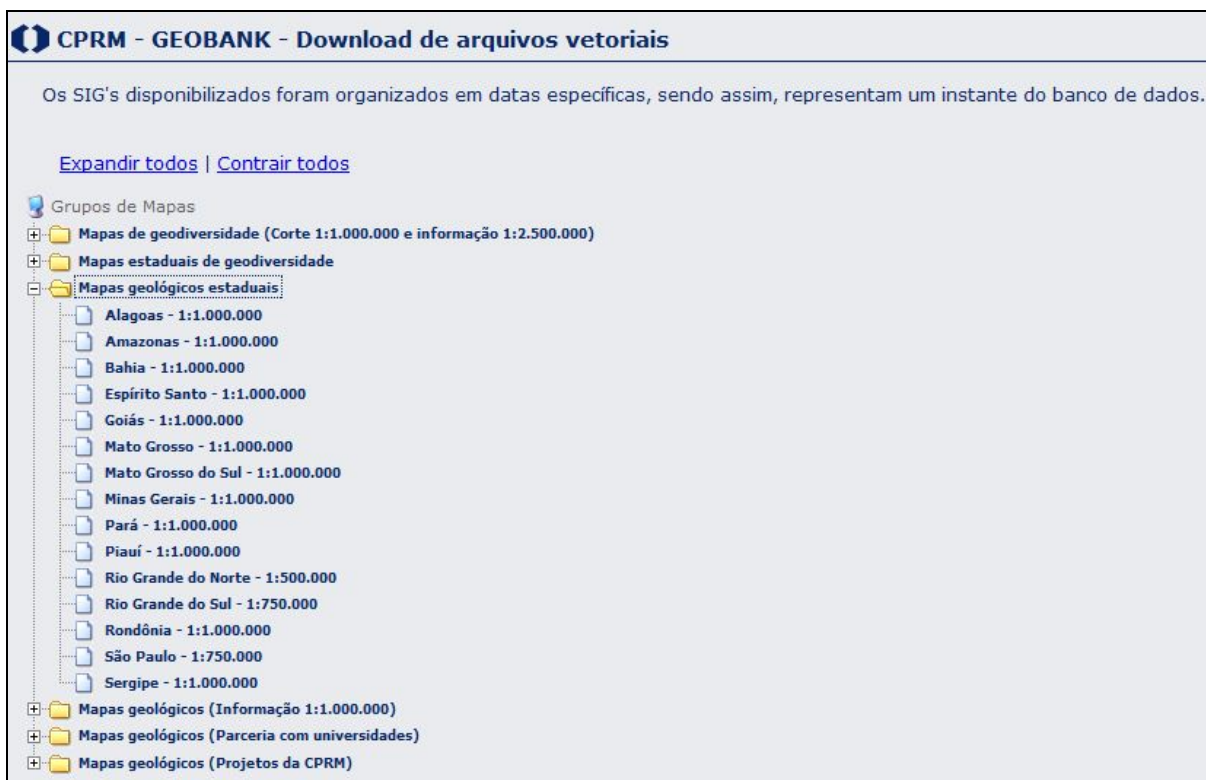 CPRM - GEOBANK - Download de arquivos vetoriais
Os SIG's disponibilizados foram organizados em datas específicas, sendo assim, representam um instante do banco de dados.
Expandir todos | Contrair todos
Grupos de Mapas
Mapas de geodiversidade (Corte 1:1.000.000 e informação 1:2.500.000)
Mapas estaduais de geodiversidade
Mapas geológicos estaduais
Alagoas - 1:1.000.000
Amazonas - 1:1.000.000
Bahia - 1:1.000.000
Espírito Santo - 1:1.000.000
Goiás - 1:1.000.000
Mato Grosso - 1:1.000.000
Mato Grosso do Sul - 1:1.000.000
Minas Gerais - 1:1.000.000
Pará - 1:1.000.000
Piauí - 1:1.000.000
Rio Grande do Norte - 1:500.000
Rio Grande do Sul - 1:750.000
Rondônia - 1:1.000.000
São Paulo - 1:750.000
Sergipe - 1:1.000.000
Mapas geológicos (Informação 1:1.000.000)
Mapas geológicos (Parceria com universidades)
Mapas geológicos (Projetos da CPRM)